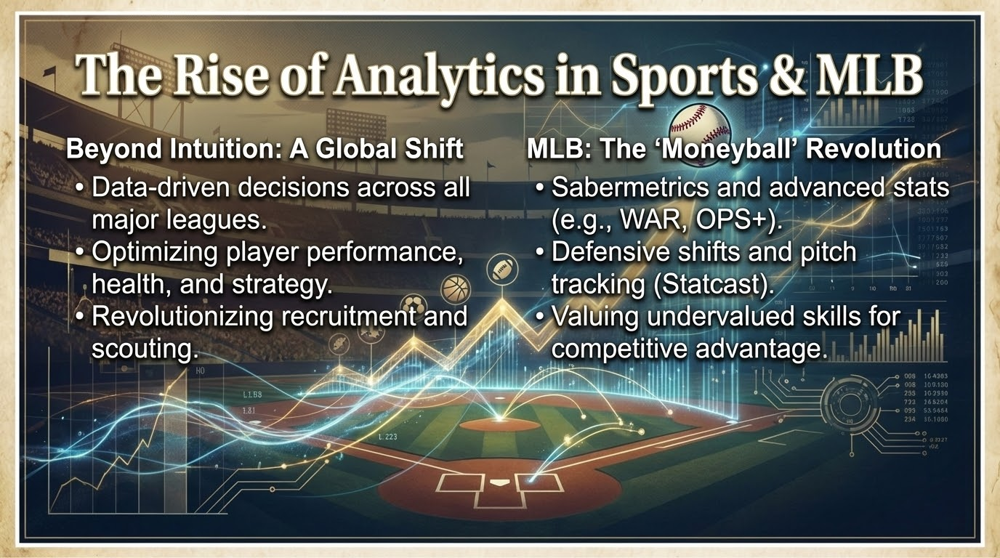 The Rise of Analytics in Sports & MLB
Beyond Intuition: A Global Shift
• Data-driven decisions across all
major leagues.
• Optimizing player performance,
health, and strategy.
• Revolutionizing recruitment and
scouting.
MLB: The ‘Moneyball’ Revolution
• Sabermetrics and advanced stats
(e.g., WAR, OPS+).
• Defensive shifts and pitch
tracking (Statcast).
• Valuing undervalued skills for
competitive advantage.